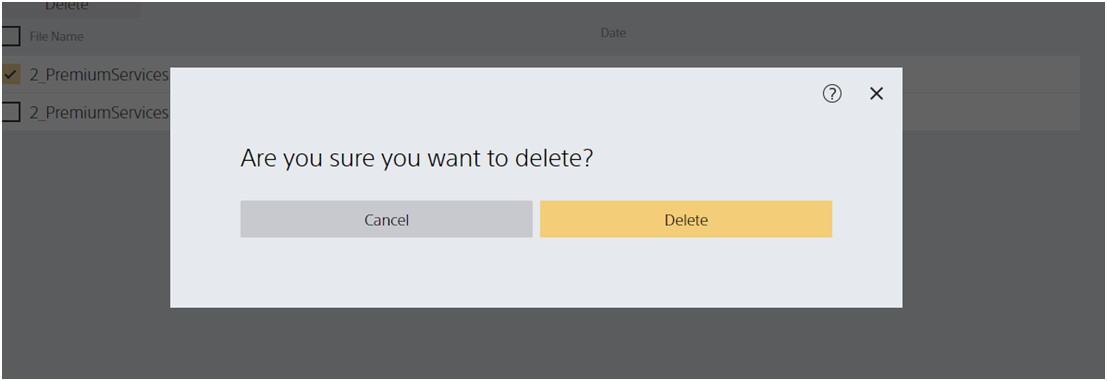 Delete
File Name Date
2_PremiumServices
2_PremiumServices
?
Are you sure you want to delete?
Cancel Delete